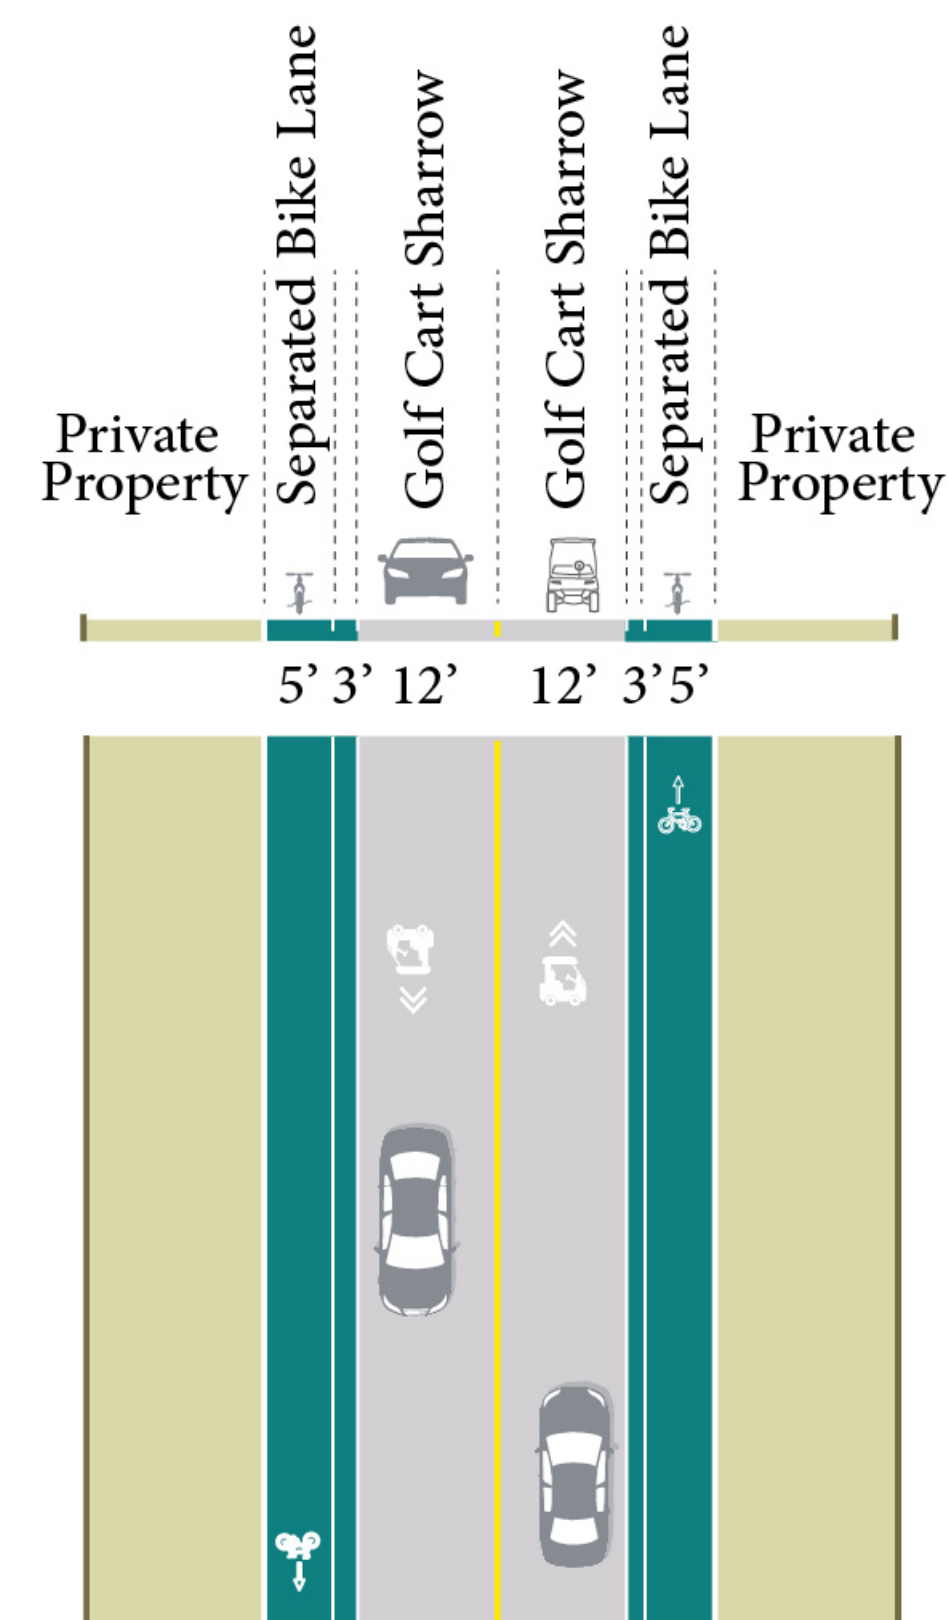 Private
Property
Separated Bike Lane
Golf Cart Sharrow
Golf Cart Sharrow
Separated Bike Lane
Private
Property
5’ 3’ 12’ 12’ 3’ 5’